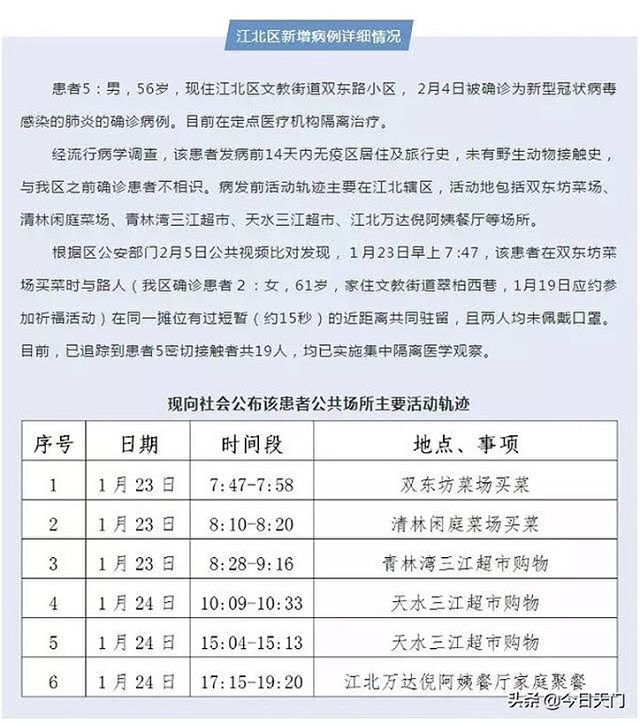 江北区新增病例详细情况
患者5：男，56岁，现住江北区文教街道双东路小区， 2月4日被确诊为新型冠状病毒
感染的肺炎的确诊病例。目前在定点医疗机构隔离治疗。
经流行病学调查，该患者发病前14天内无疫区居住及旅行史，未有野生动物接触史，
与我区之前确诊患者不相识。病发前活动轨迹主要在江北辖区，活动地包括双东坊菜场、
清林闲庭菜场、青林湾三江超市、天水三江超市、江北万达倪阿姨餐厅等场所。
根据区公安部门2月5日公共视频比对发现，1月23日早上7:47，该患者在双东坊菜
场买菜时与路人（我区确诊患者2：女，61岁，家住文教街道翠柏西巷，1月19日应约参
加祈福活动）在同一摊位有过短暂（约15秒）的近距离共同驻留，且两人均未佩戴口罩。
目前，已追踪到患者5密切接触者共19人，均已实施集中隔离医学观察。
现向社会公布该患者公共场所主要活动轨迹
序号 日期 时间段 地点、事项
1 1月23日 7:47-7:58 双东坊菜场买菜
2 1月23日 8:10-8:20 清林闲庭菜场买菜
3 1月23日 8:28-9:16 青林湾三江超市购物
4 1月24日 10:09-10:33 天水三江超市购物
5 1月24日 15:04-15:13 天水三江超市购物
6 1月24日 17:15-19:20 江北万达倪阿姨餐厅家庭聚餐
头条 @今日天门